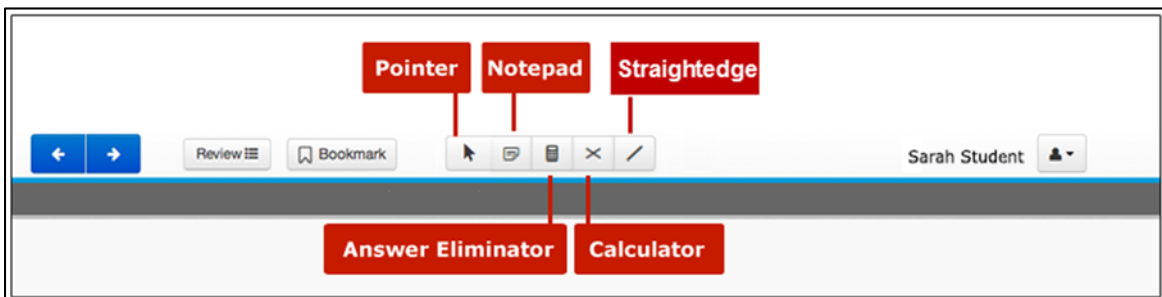 Pointer
Notepad
Straightedge
Review
Bookmark
Sarah Student
Answer Eliminator
Calculator